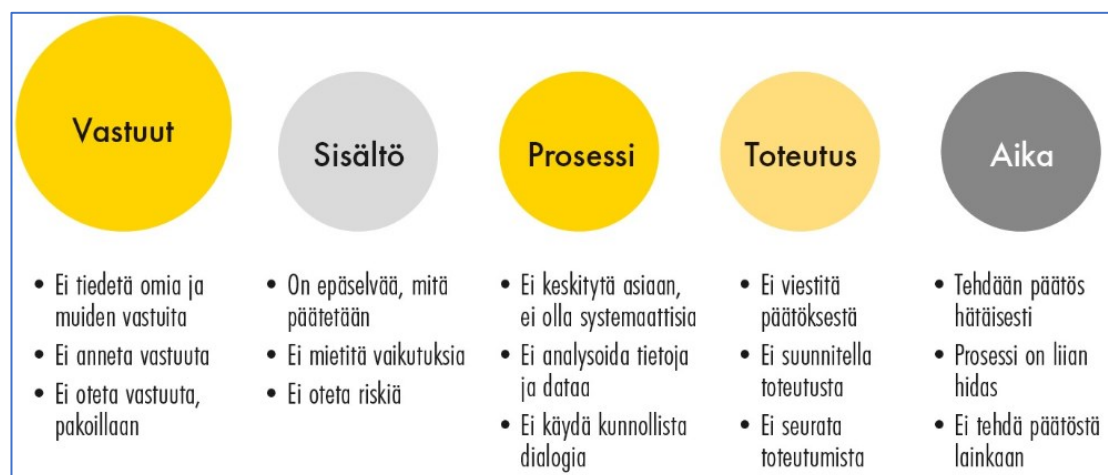 Vastuut
• Ei tiedetä omia ja
muiden vastuita
• Ei anneta vastuuta
• Ei oteta vastuuta,
pakoillaan
Sisältö
• On epäselvää, mitä
päätetään
• Ei mietitä vaikutuksia
• Ei oteta riskiä
Prosessi
• Ei keskitytä asiaan,
ei olla systemaattisia
• Ei analysoida tietoja
ja dataa
• Ei käydä kunnollista
dialogia
Toteutus
• Ei viestitä
päätöksestä
• Ei suunnitella
toteutusta
• Ei seurata
toteutumista
Aika
• Tehdään päätös
hätäisesti
• Prosessi on liian
hidas
• Ei tehdä päätöstä
lainkaan